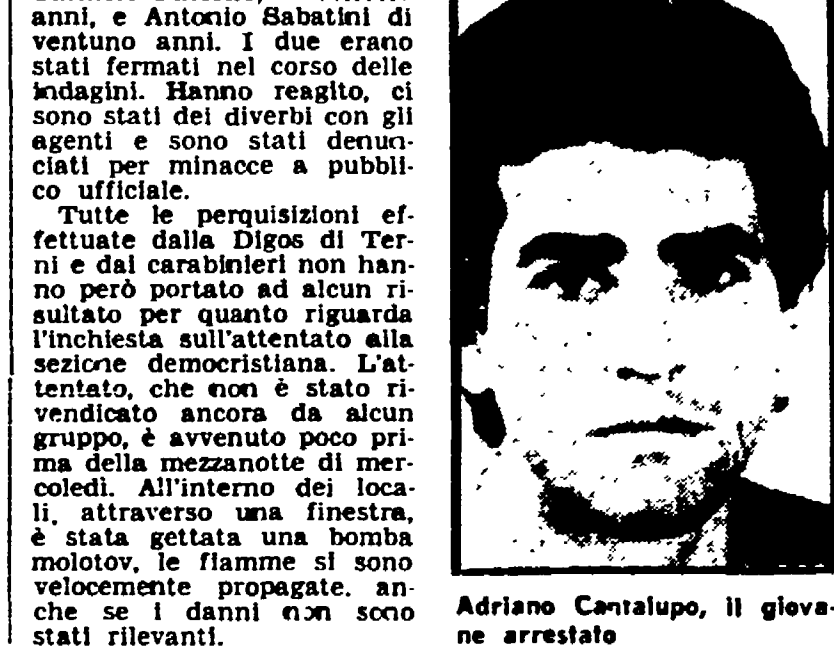 anni, e Antonio Sabatini di
ventuno anni. I due erano
stati fermati nel corso delle
indagini. Hanno reagito, ci
sono stati dei diverbi con gli
agenti e sono stati denun-
ciati per minacce a pubbli-
co ufficiale.
Tutte le perquisizioni ef-
fettuate dalla Digos di Ter-
ni e dai carabinieri non han-
no però portato ad alcun ri-
sultato per quanto riguarda
l'inchiesta sull'attentato alla
sezione democristiana. L'at-
tentato, che non è stato ri-
vendicato ancora da alcun
gruppo, è avvenuto poco pri-
ma della mezzanotte di mer-
coledì. All'interno dei loca-
li, attraverso una finestra,
è stata gettata una bomba
molotov, le fiamme si sono
velocemente propagate, an-
che se i danni non sono
stati rilevanti.
Adriano Cantalupo, il giova-
ne arrestato